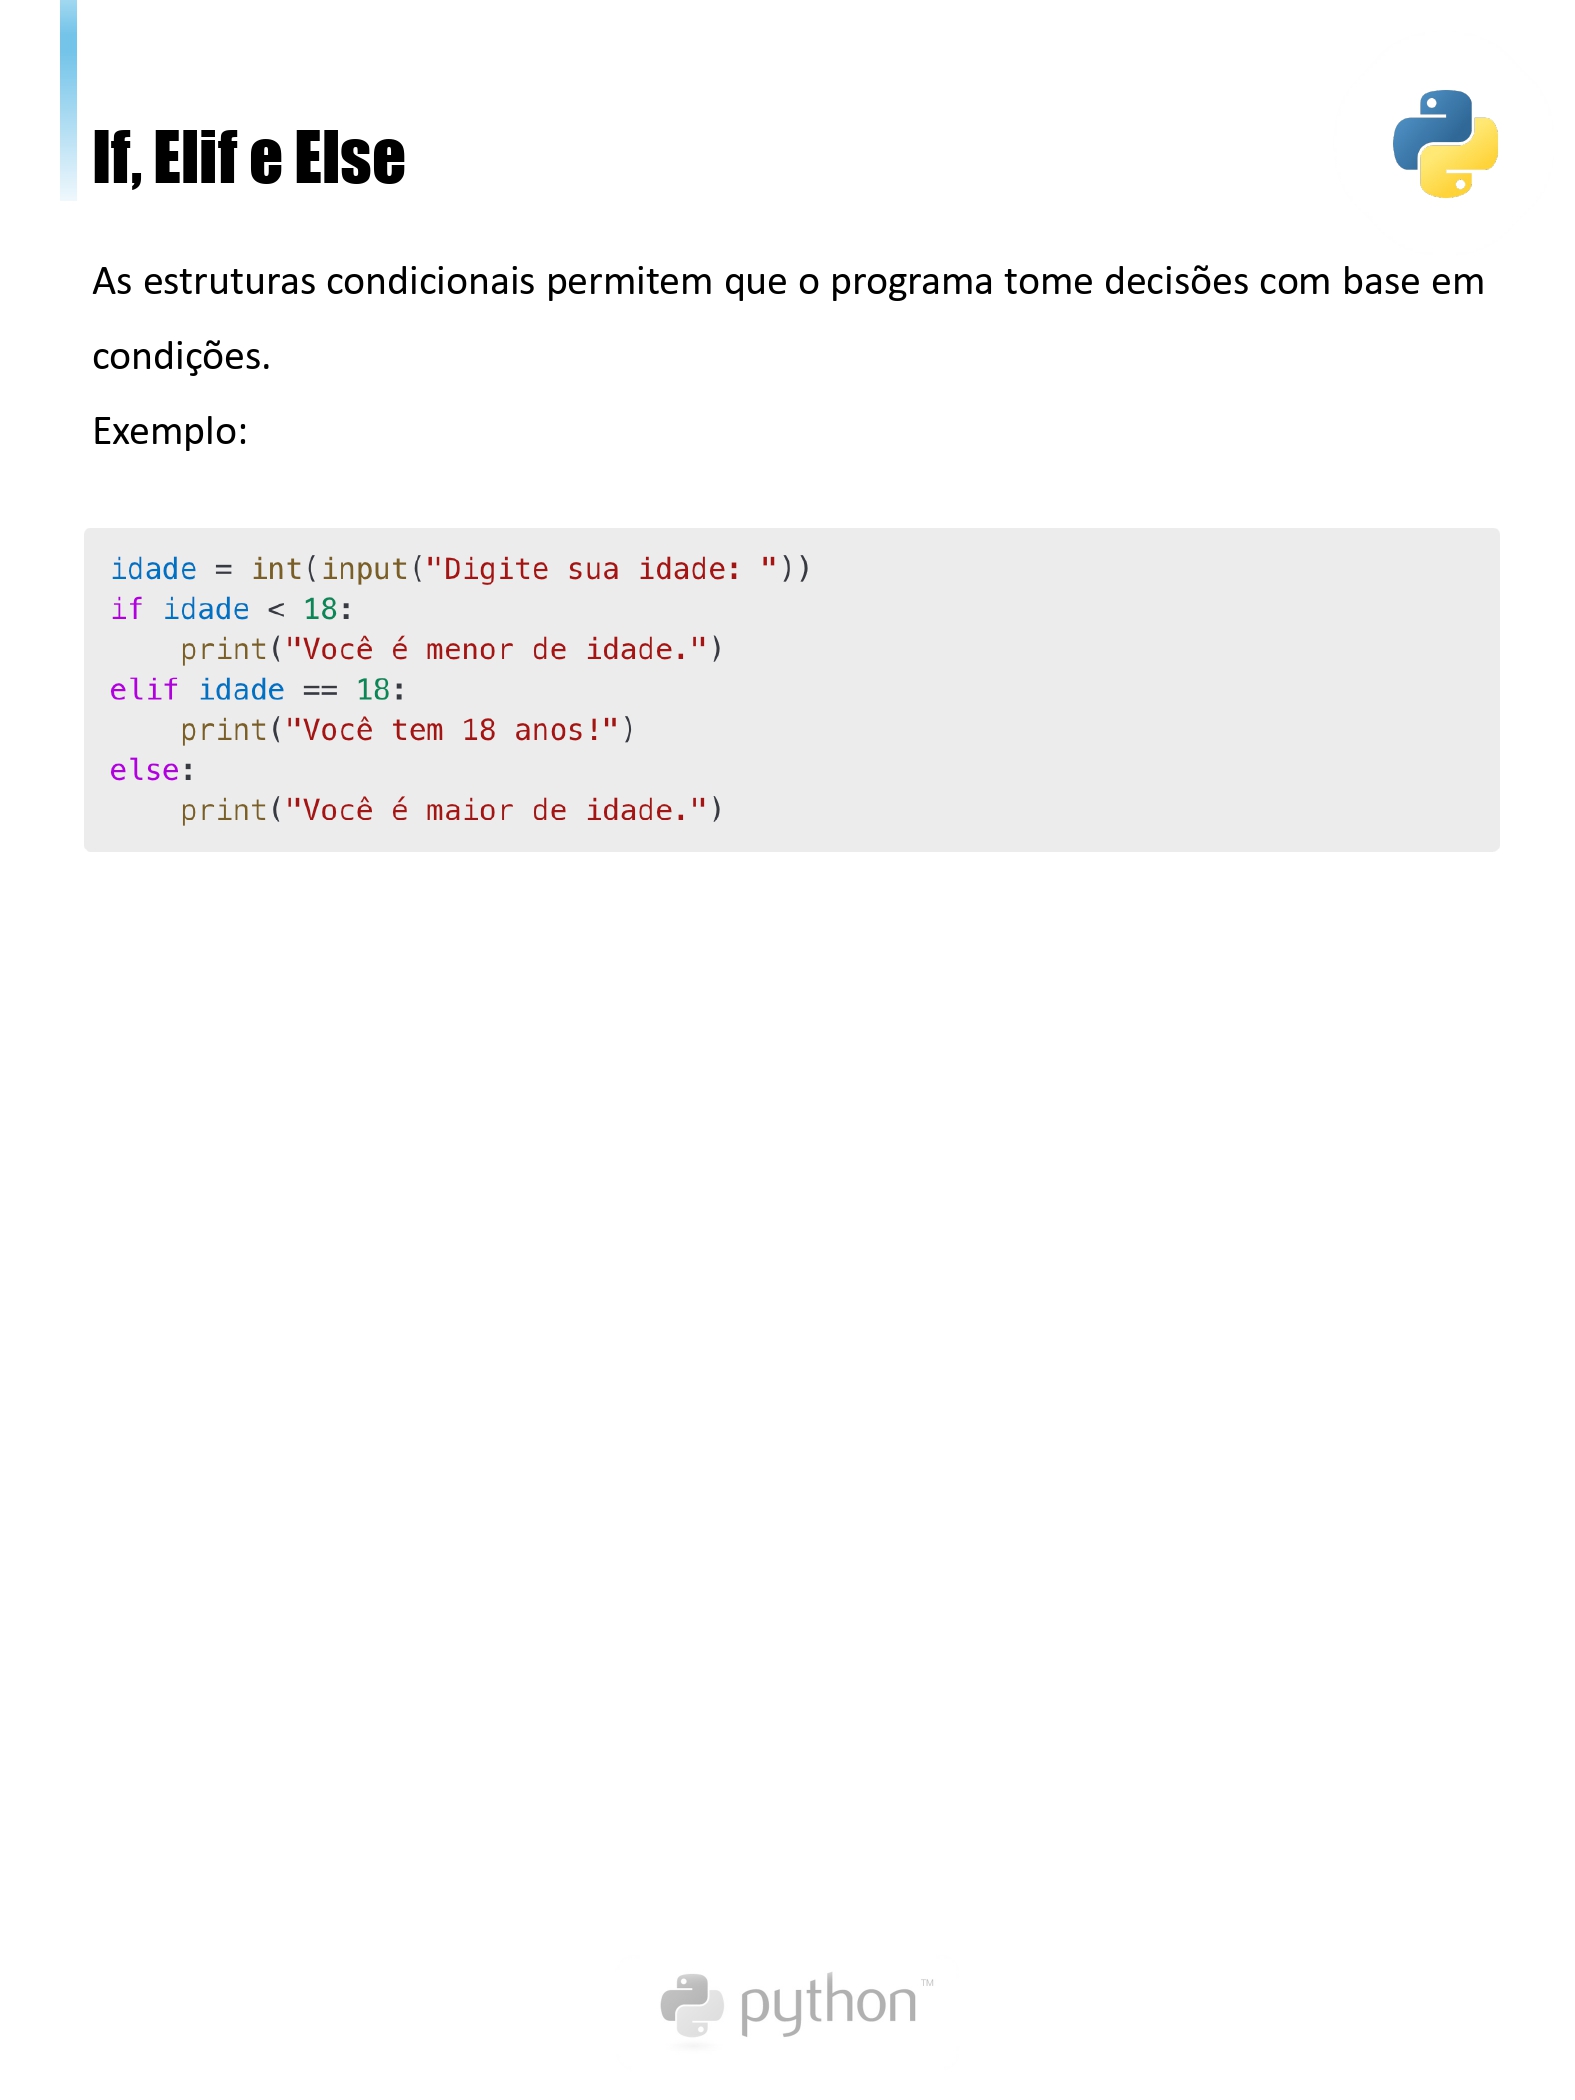 If, Elif e Else
As estruturas condicionais permitem que o programa tome decisões com base em
condições.
Exemplo:
idade = int(input("Digite sua idade: "))
if idade < 18:
    print("Você é menor de idade.")
elif idade == 18:
    print("Você tem 18 anos!")
else:
    print("Você é maior de idade.")
python™